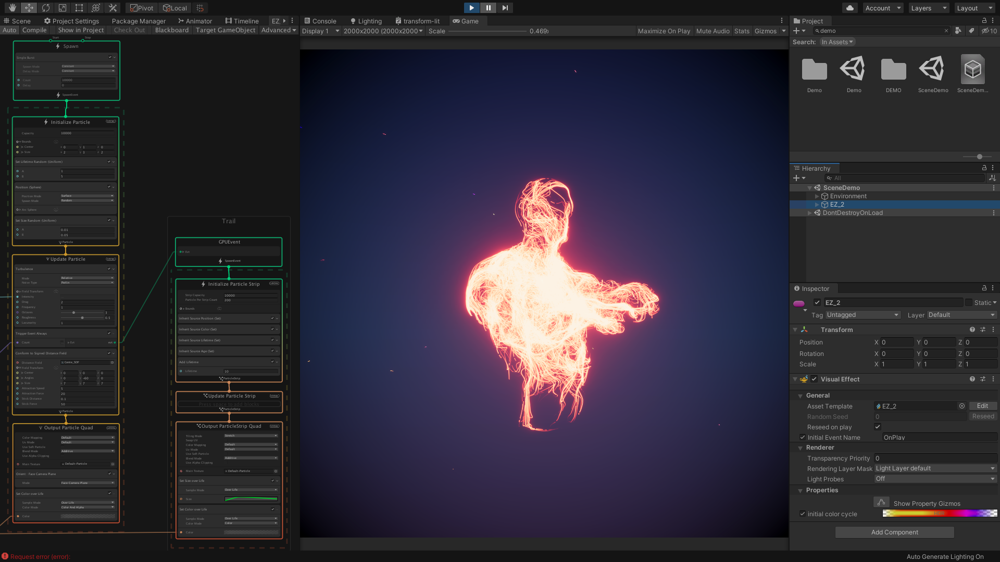 Pivot
Local
Account
Layers
Layout
Scene
Project Settings
Package Manager
Animator
Timeline
EZ
Console
Lighting
transform-lit
Game
Project
Auto
Compile
Show in Project
Check Out
Blackboard
Target GameObject
Advanced
Display 1
2000x2000 (2000x2000
Scale
0.469
Maximize On Play
Mute Audio
Stats
Gizmos
demo
10
Search:
In Assets
Demo
Demo
DEMO
SceneDemo
SceneDem...
Start
Stop
Spawn
Single Burst
Spawn Mode
Constant
Delay Mode
Constant
Count
10000
Delay
0
SpawnEvent
Initialize Particle
LOCAL
Capacity
10000
Bounds
Center
X 0
Y 1
Z 0
Size
X 2
Y 3
Z 2
Set Lifetime Random (Uniform)
A
1
B
5
Position (Sphere)
Position Mode
Surface
Spawn Mode
Random
Arc Sphere
Set Size Random (Uniform)
A
0.01
B
0.05
Particle
Update Particle
LOCAL
Turbulence
Mode
Relative
Noise Type
Perlin
Field Transform
Intensity
Drag
2
Frequency
1
Octaves
3
Roughness
0.5
Lacunarity
1
Trigger Event Always
Count
Evt
evt
Conform to Signed Distance Field
Distance Field
Genie_SDF
Field Transform
Center
X 0
Y 0
Z 0
Angles
X 0
Y -60
Z 0
Size
X 7
Y 7
Z 7
Attraction Speed
5
Attraction Force
20
Stick Distance
0.1
Stick Force
50
Particle
Output Particle Quad
LOCAL
Color Mapping
Default
Uv Mode
Default
Use Soft Particle
Blend Mode
Additive
Use Alpha Clipping
Main Texture
Default-Particle
Orient : Face Camera Plane
Mode
Face Camera Plane
Set Color over Life
Sample Mode
Over Life
Color Mode
Color And Alpha
Color
Trail
GPUEvent
Evt
SpawnEvent
Initialize Particle Strip
LOCAL
Strip Capacity
10000
Particle Per Strip Count
200
Bounds
Inherit Source Position (Set)
Inherit Source Color (Set)
Inherit Source Lifetime (Set)
Inherit Source Age (Set)
Add Lifetime
Lifetime
10
ParticleStrip
Update Particle Strip
LOCAL
Press space to add blocks
ParticleStrip
Output ParticleStrip Quad
LOCAL
Tiling Mode
Stretch
Swap UV
Color Mapping
Default
Uv Mode
Default
Use Soft Particle
Blend Mode
Additive
Use Alpha Clipping
Main Texture
Default-Particle
Set Size over Life
Sample Mode
Over Life
Size
Set Color over Life
Sample Mode
Over Life
Color Mode
Color
Color
Hierarchy
All
SceneDemo
Environment
EZ_2
DontDestroyOnLoad
Inspector
EZ_2
Static
Tag
Untagged
Layer
Default
Transform
Position
X 0
Y 0
Z 0
Rotation
X 0
Y 0
Z 0
Scale
X 1
Y 1
Z 1
Visual Effect
General
Asset Template
EZ_2
Edit
Random Seed
0
Reseed
Reseed on play
Initial Event Name
OnPlay
Renderer
Transparency Priority
0
Rendering Layer Mask
Light Layer default
Light Probes
Off
Properties
Show Property Gizmos
initial color cycle
HDR
Add Component
Request error (error):
Auto Generate Lighting On